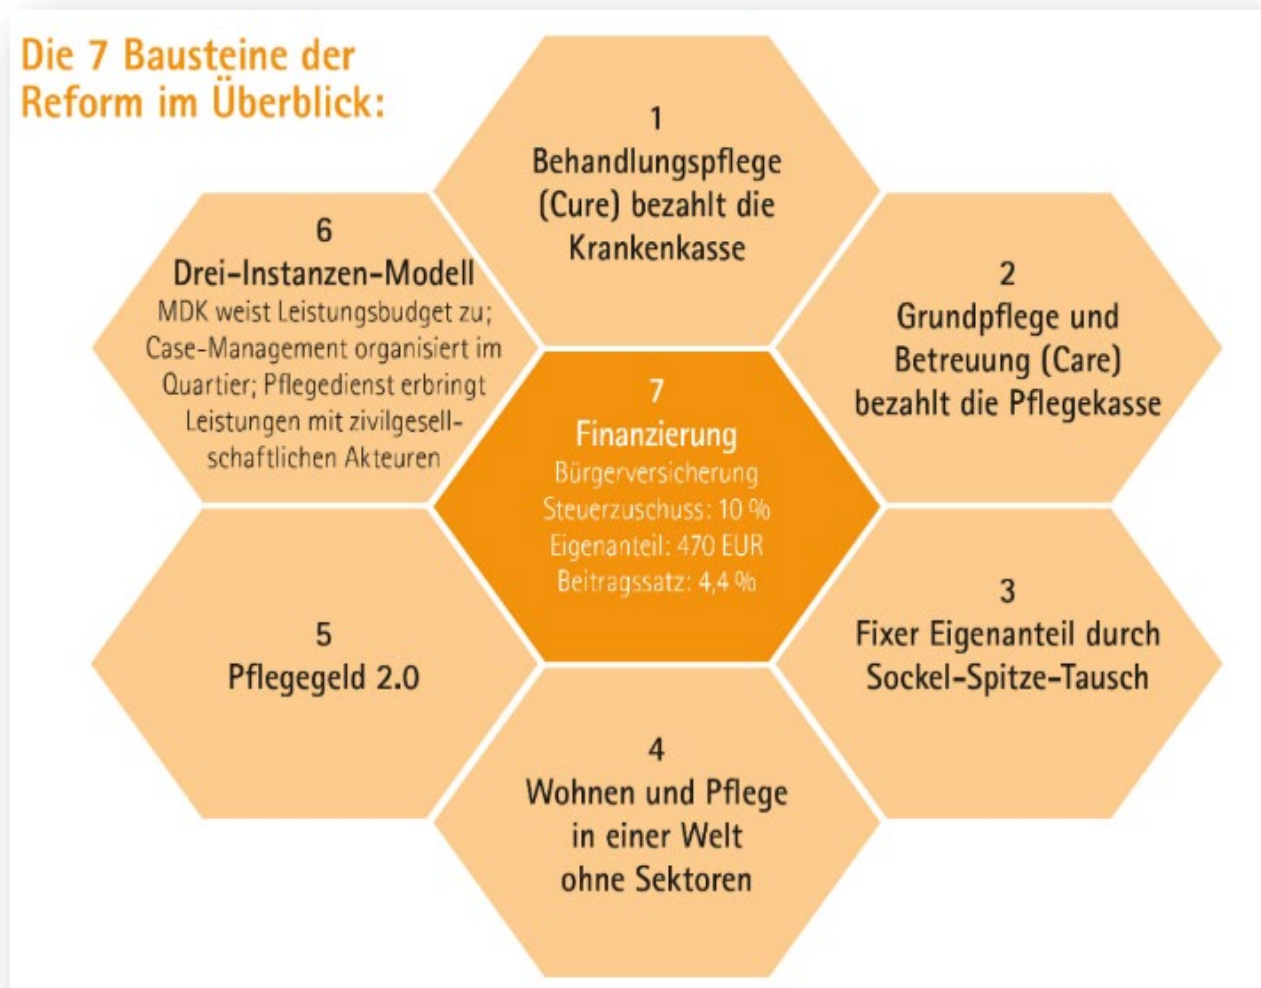 Die 7 Bausteine der
Reform im Überblick:
1
Behandlungspflege
(Cure) bezahlt die
Krankenkasse
2
Grundpflege und
Betreuung (Care)
bezahlt die Pflegekasse
3
Fixer Eigenanteil durch
Sockel-Spitze-Tausch
4
Wohnen und Pflege
in einer Welt
ohne Sektoren
5
Pflegegeld 2.0
6
Drei-Instanzen-Modell
MDK weist Leistungsbudget zu;
Case-Management organisiert im
Quartier; Pflegedienst erbringt
Leistungen mit zivilgesell-
schaftlichen Akteuren
7
Finanzierung
Bürgerversicherung
Steuerzuschuss: 10 %
Eigenanteil: 470 EUR
Beitragssatz: 4,4 %